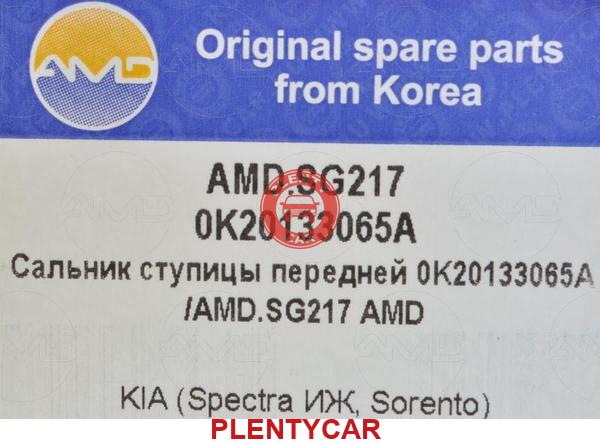 AMD
Original spare parts
from Korea
AMD.SG217
0K20133065A
Сальник ступицы передней 0K20133065A
/AMD.SG217 AMD
KIA (Spectra ИЖ, Sorento)
PLENTYCAR